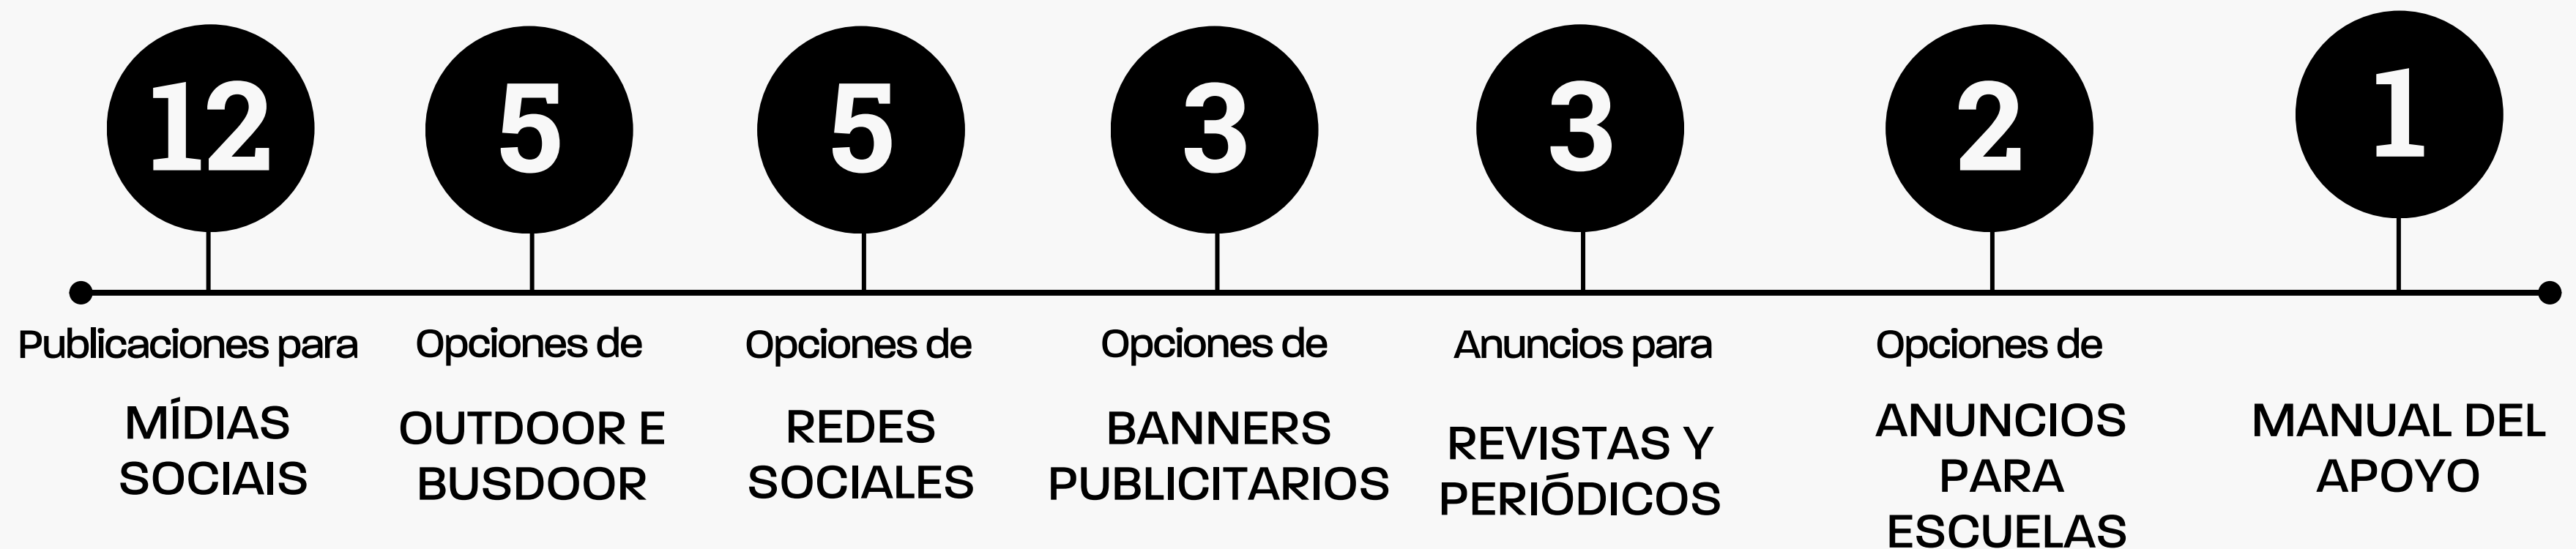 12
Publicaciones para
MÍDIAS
SOCIAIS
5
Opciones de
OUTDOOR E
BUSDOOR
5
Opciones de
REDES
SOCIALES
3
Opciones de
BANNERS
PUBLICITARIOS
3
Anuncios para
REVISTAS Y
PERIÓDICOS
2
Opciones de
ANUNCIOS
PARA
ESCUELAS
1
MANUAL DEL
APOYO